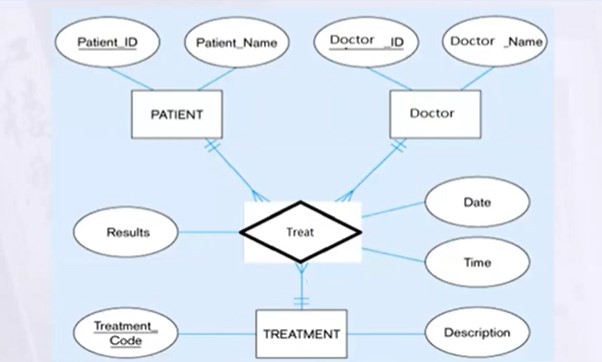 Patient_ID
Patient_Name
Doctor _ID
Doctor _Name
PATIENT
Doctor
Date
Results
Treat
Time
Treatment_
Code
TREATMENT
Description